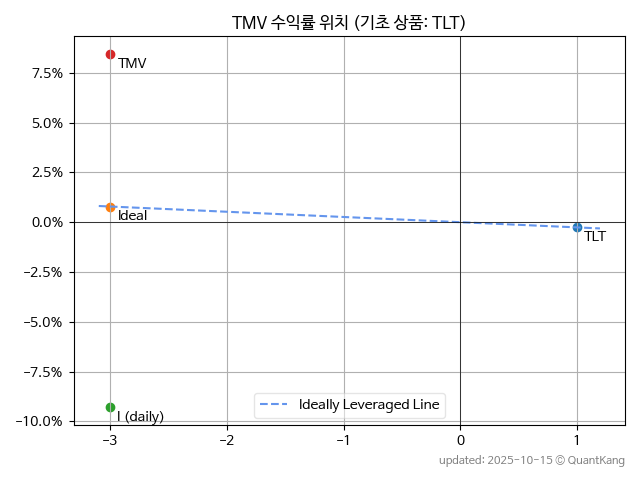 TMV 수익률 위치 (기초 상품: TLT)
7.5%
5.0%
2.5%
0.0%
−2.5%
−5.0%
−7.5%
−10.0%
TMV
Ideal
TLT
I (daily)
Ideally Leveraged Line
−3 −2 −1 0 1
updated: 2025-10-15 © QuantKang